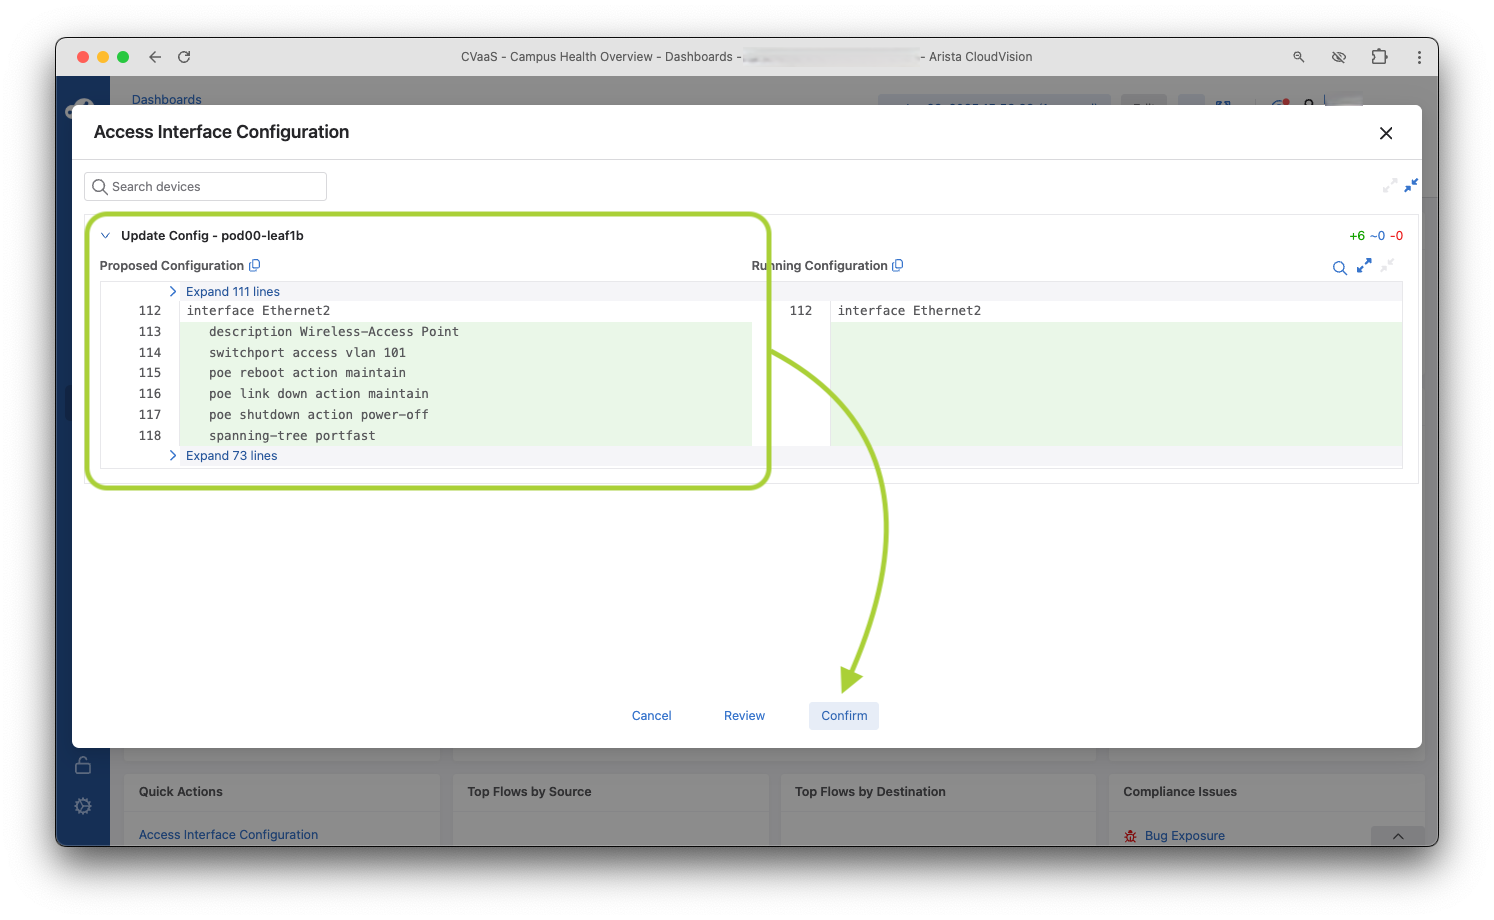 CVaaS - Campus Health Overview - Dashboards -
- Arista CloudVision
Dashboards
Access Interface Configuration
Search devices
Update Config - pod00-leaf1b
+6 ~0 -0
Proposed Configuration
Running Configuration
Expand 111 lines
112 interface Ethernet2
112 interface Ethernet2
113 description Wireless-Access Point
114 switchport access vlan 101
115 poe reboot action maintain
116 poe link down action maintain
117 poe shutdown action power-off
118 spanning-tree portfast
Expand 73 lines
Cancel
Review
Confirm
Quick Actions
Top Flows by Source
Top Flows by Destination
Compliance Issues
Access Interface Configuration
Bug Exposure